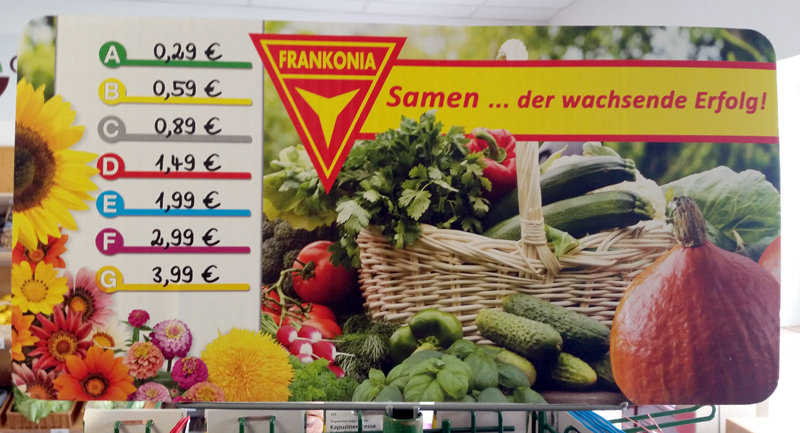 A 0,29 €
B 0,59 €
C 0,89 €
D 1,49 €
E 1,99 €
F 2,99 €
G 3,99 €
FRANKONIA
Samen ... der wachsende Erfolg!